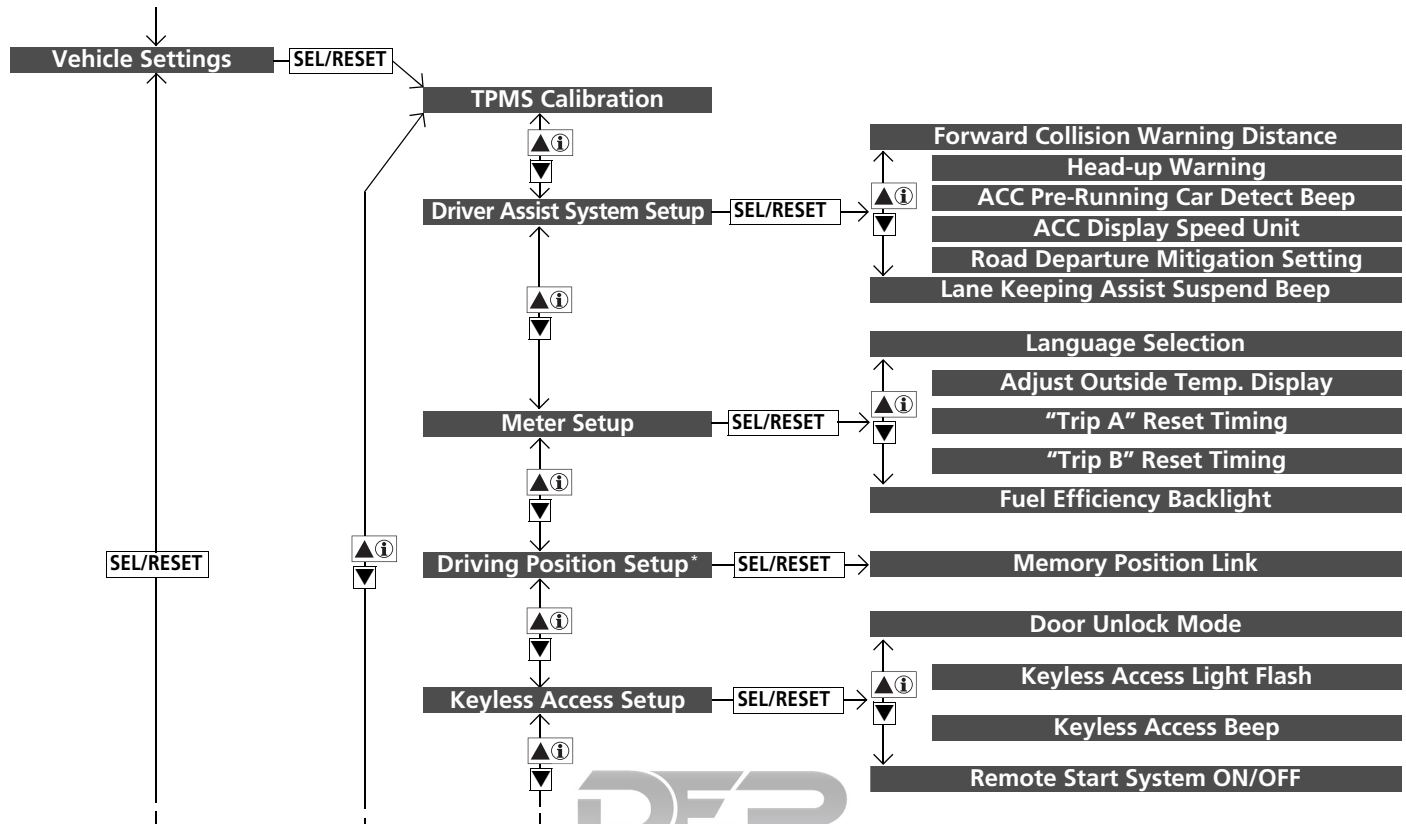 Vehicle Settings
SEL/RESET
TPMS Calibration
Forward Collision Warning Distance
Head-up Warning
ACC Pre-Running Car Detect Beep
Driver Assist System Setup
SEL/RESET
ACC Display Speed Unit
Road Departure Mitigation Setting
Lane Keeping Assist Suspend Beep
Language Selection
Adjust Outside Temp. Display
Meter Setup
SEL/RESET
“Trip A” Reset Timing
“Trip B” Reset Timing
Fuel Efficiency Backlight
SEL/RESET
Driving Position Setup*
SEL/RESET
Memory Position Link
Door Unlock Mode
Keyless Access Setup
SEL/RESET
Keyless Access Light Flash
Keyless Access Beep
Remote Start System ON/OFF